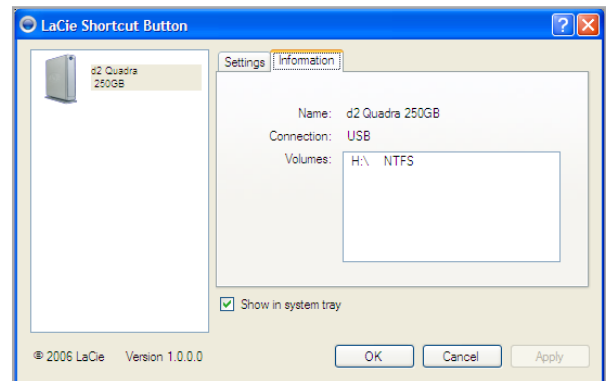 LaCie Shortcut Button
d2 Quadra
250GB
Settings Information
Name: d2 Quadra 250GB
Connection: USB
Volumes: H:\ NTFS
Show in system tray
© 2006 LaCie Version 1.0.0.0
OK Cancel Apply